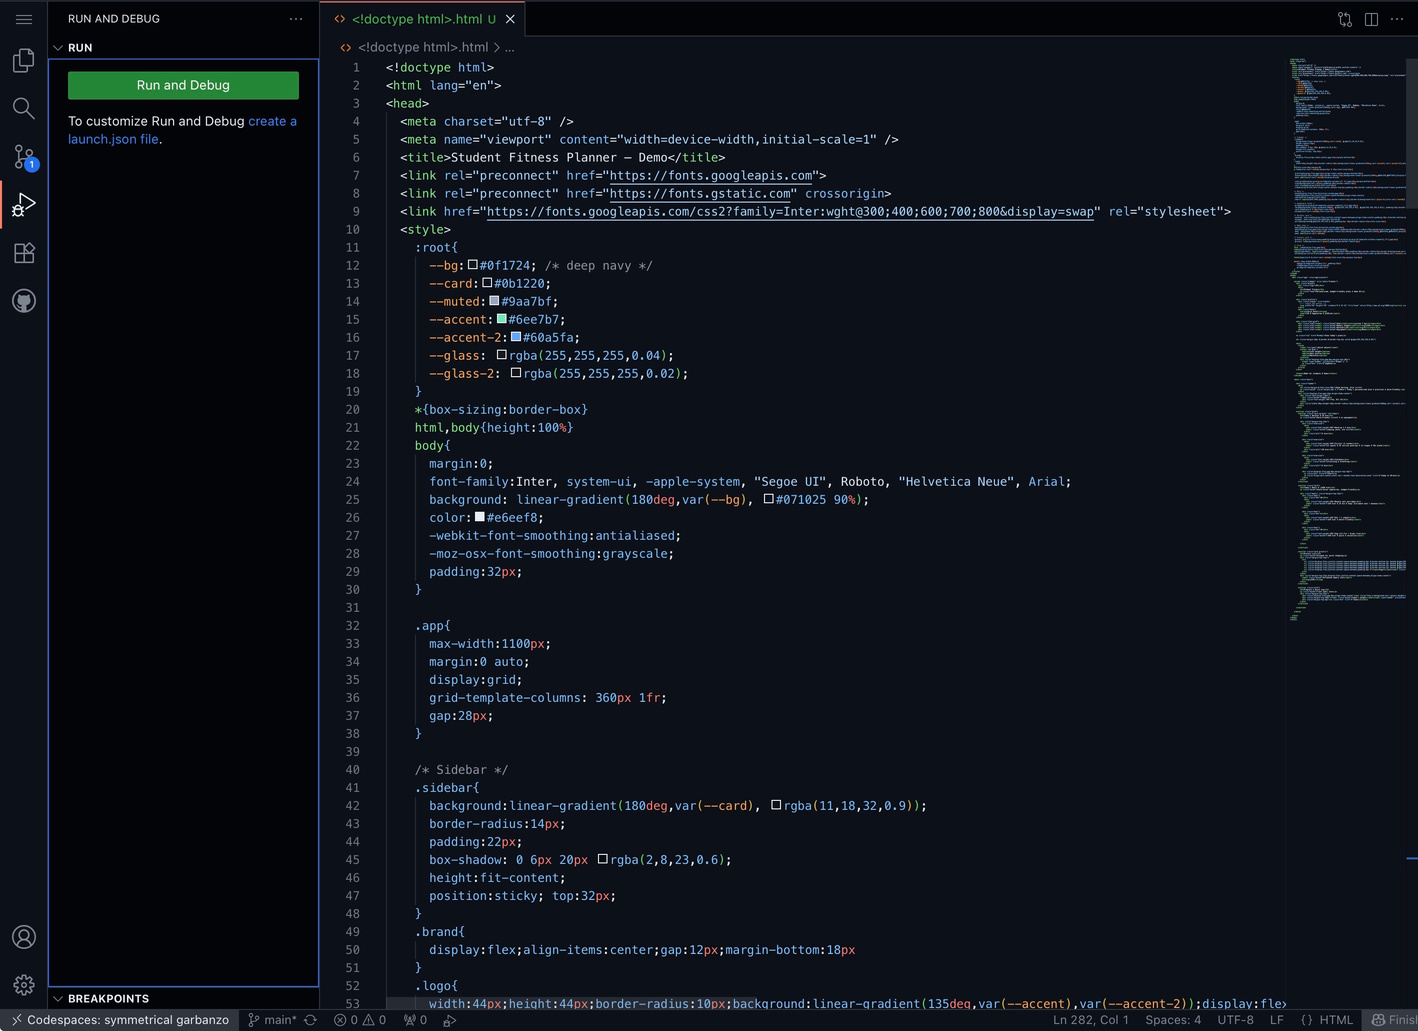 RUN AND DEBUG
RUN
Run and Debug
To customize Run and Debug create a
launch.json file.
<!doctype html>.html U
<!doctype html>.html > ...
1 <!doctype html>
2 <html lang="en">
3 <head>
4 <meta charset="utf-8" />
5 <meta name="viewport" content="width=device-width,initial-scale=1" />
6 <title>Student Fitness Planner — Demo</title>
7 <link rel="preconnect" href="https://fonts.googleapis.com">
8 <link rel="preconnect" href="https://fonts.gstatic.com" crossorigin>
9 <link href="https://fonts.googleapis.com/css2?family=Inter:wght@300;400;600;700;800&display=swap" rel="stylesheet">
10 <style>
11 :root{
12 --bg:#0f1724; /* deep navy */
13 --card:#0b1220;
14 --muted:#9aa7bf;
15 --accent:#6ee7b7;
16 --accent-2:#60a5fa;
17 --glass: rgba(255,255,255,0.04);
18 --glass-2: rgba(255,255,255,0.02);
19 }
20 *{box-sizing:border-box}
21 html,body{height:100%}
22 body{
23 margin:0;
24 font-family:Inter, system-ui, -apple-system, "Segoe UI", Roboto, "Helvetica Neue", Arial;
25 background: linear-gradient(180deg,var(--bg), #071025 90%);
26 color:#e6eef8;
27 -webkit-font-smoothing:antialiased;
28 -moz-osx-font-smoothing:grayscale;
29 padding:32px;
30 }
31
32 .app{
33 max-width:1100px;
34 margin:0 auto;
35 display:grid;
36 grid-template-columns: 360px 1fr;
37 gap:28px;
38 }
39
40 /* Sidebar */
41 .sidebar{
42 background:linear-gradient(180deg,var(--card), rgba(11,18,32,0.9));
43 border-radius:14px;
44 padding:22px;
45 box-shadow: 0 6px 20px rgba(2,8,23,0.6);
46 height:fit-content;
47 position:sticky; top:32px;
48 }
49 .brand{
50 display:flex;align-items:center;gap:12px;margin-bottom:18px
51 }
52 .logo{
53 width:44px;height:44px;border-radius:10px;background:linear-gradient(135deg,var(--accent),var(--accent-2));display:fle
1
BREAKPOINTS
Codespaces: symmetrical garbanzo main* 0 0 0 Ln 282, Col 1 Spaces: 4 UTF-8 LF {} HTML Finis